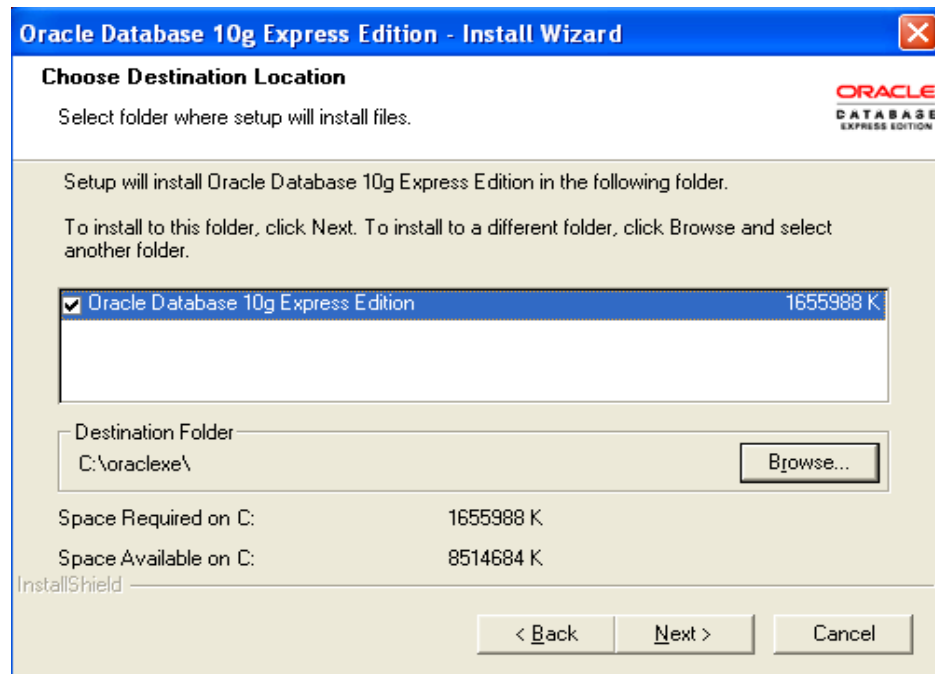 Oracle Database 10g Express Edition - Install Wizard
Choose Destination Location
Select folder where setup will install files.
ORACLE
DATABASE
EXPRESS EDITION
Setup will install Oracle Database 10g Express Edition in the following folder.
To install to this folder, click Next. To install to a different folder, click Browse and select
another folder.
Oracle Database 10g Express Edition 1655988 K
Destination Folder
C:\oraclexe\
Browse...
Space Required on C: 1655988 K
Space Available on C: 8514684 K
InstallShield
< Back Next > Cancel